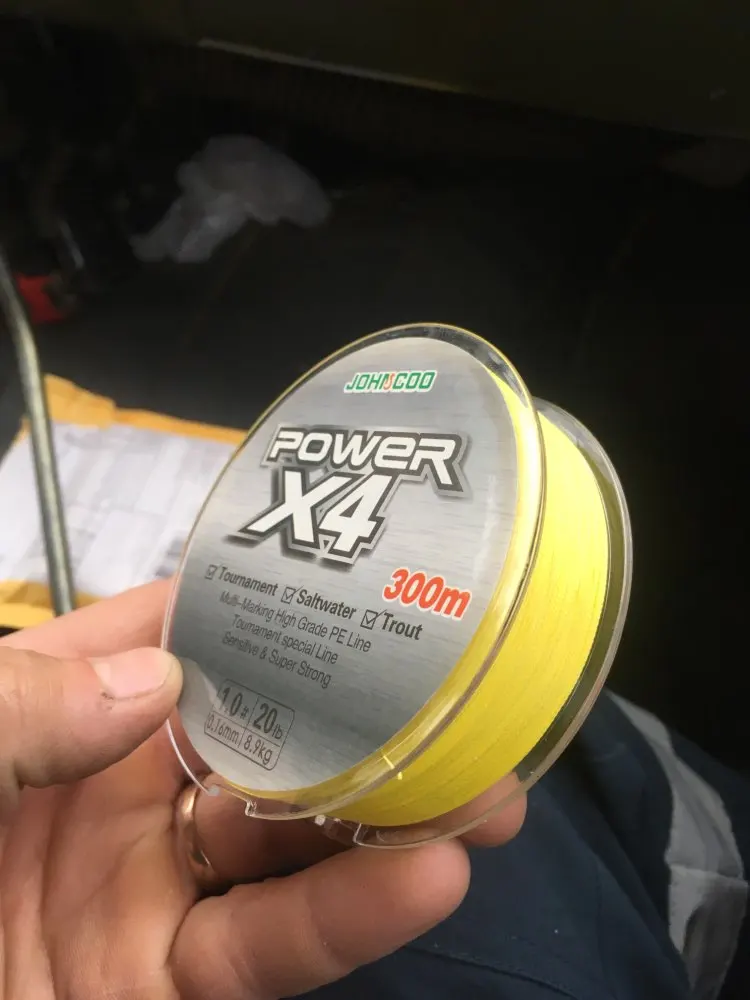 JOHNCOO
POWER
X4
300m
Tournament Saltwater Trout
Multi-Marking High Grade PE Line
Tournament special Line
Sensitive & Super Strong
1.0# 20lb
0.16mm 8.9kg